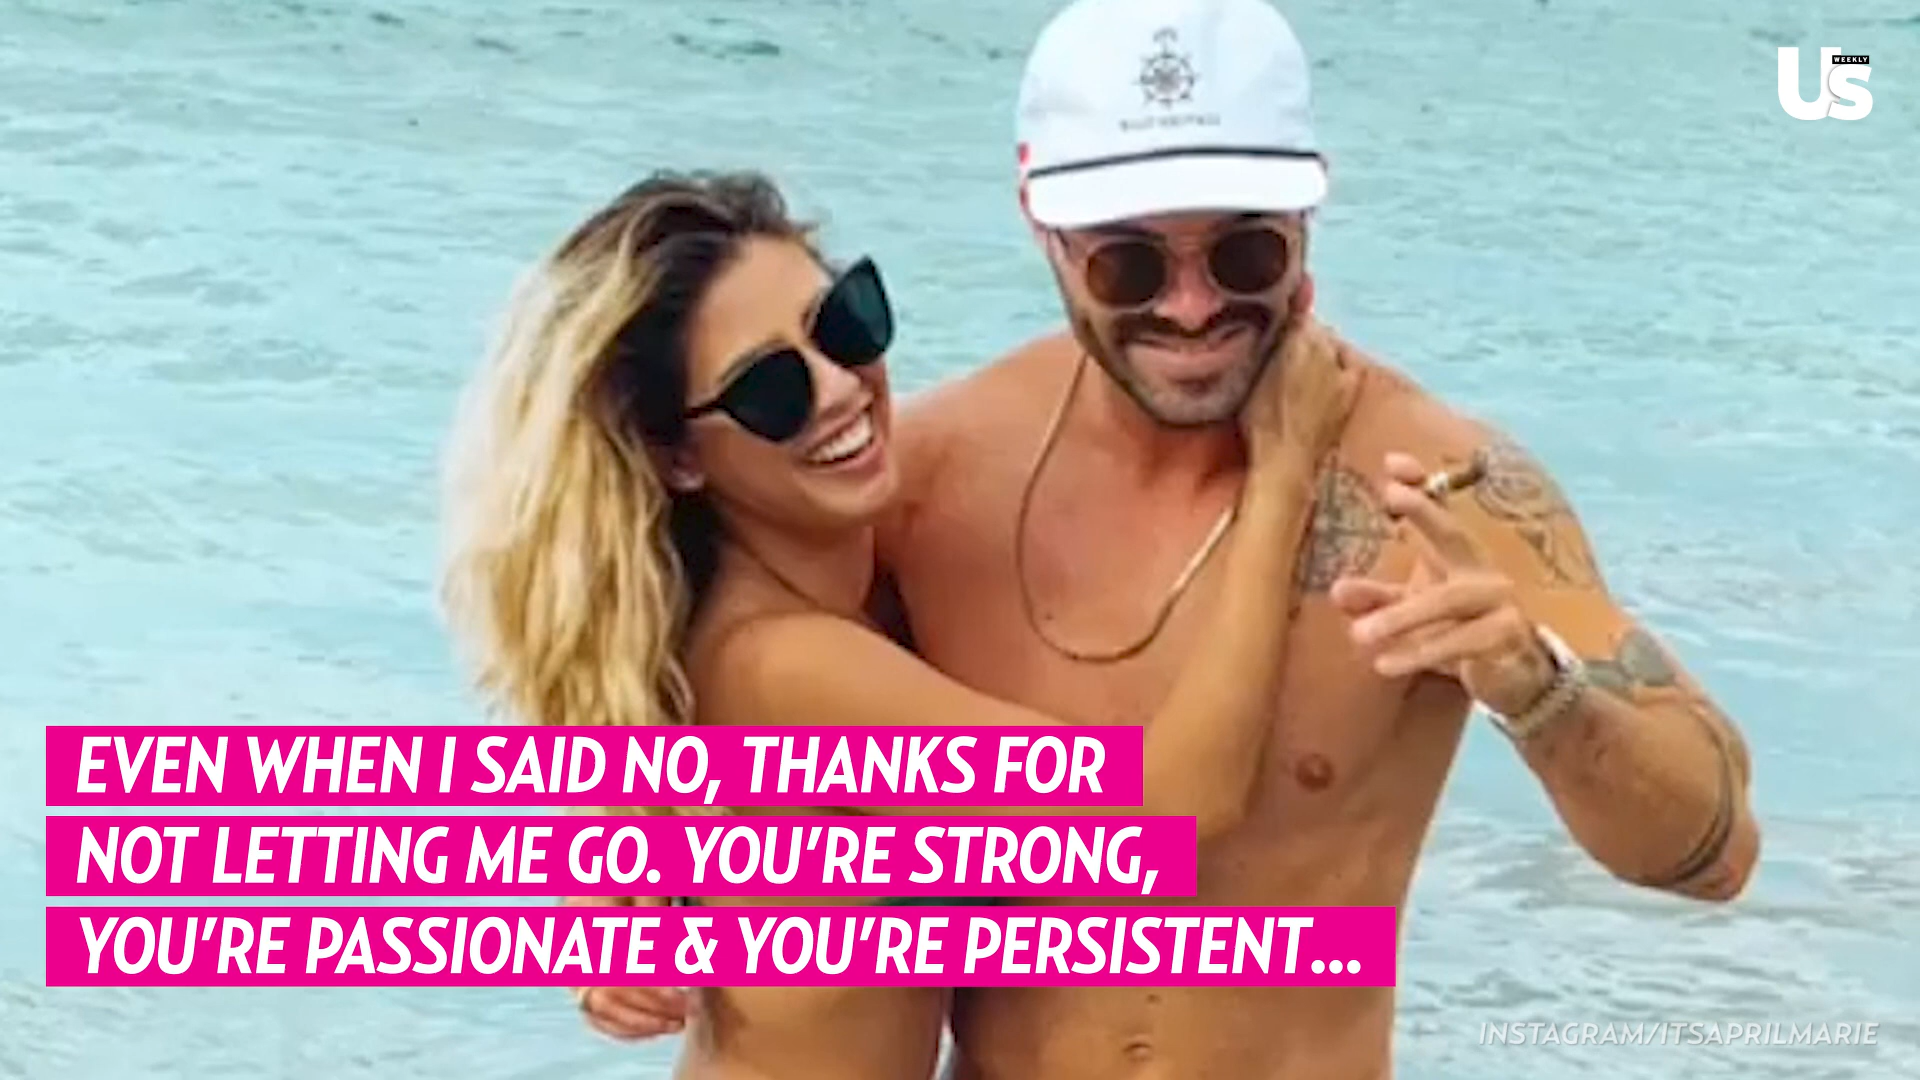 Us
WEEKLY
EVEN WHEN I SAID NO, THANKS FOR
NOT LETTING ME GO. YOU'RE STRONG,
YOU'RE PASSIONATE & YOU'RE PERSISTENT...
INSTAGRAM/ITSAPRILMARIE